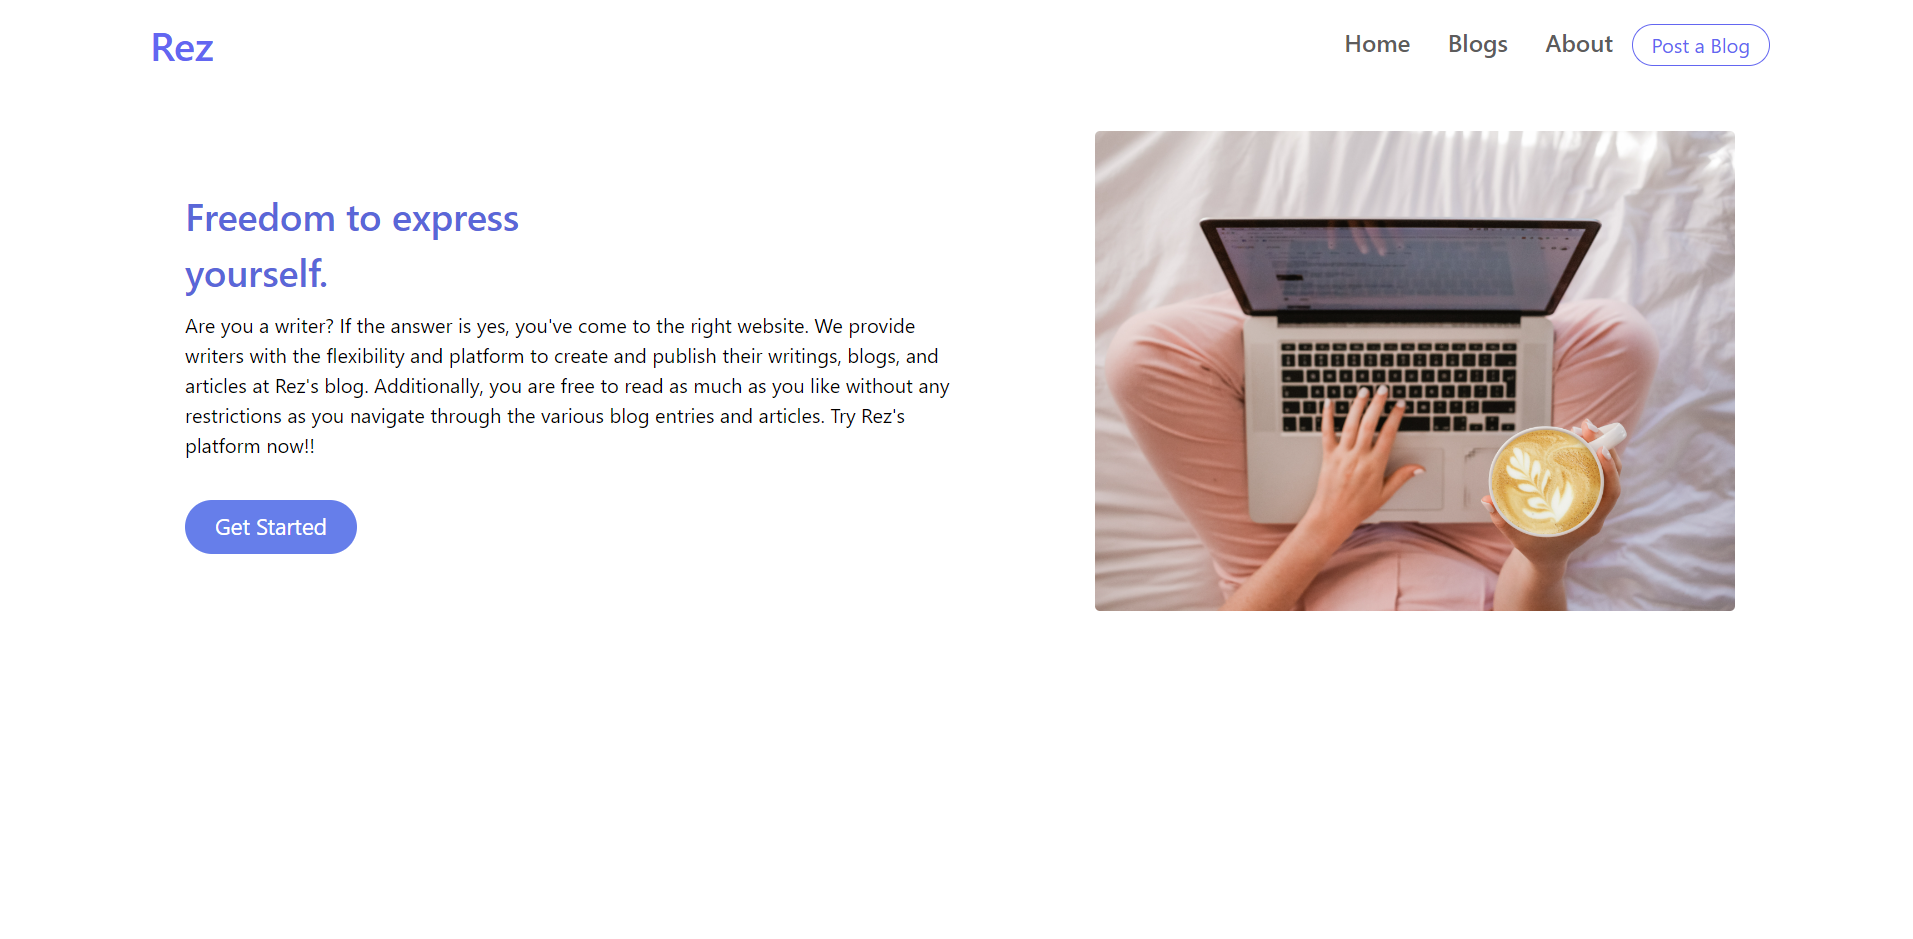 Rez
Home Blogs About Post a Blog
Freedom to express
yourself.
Are you a writer? If the answer is yes, you've come to the right website. We provide
writers with the flexibility and platform to create and publish their writings, blogs, and
articles at Rez's blog. Additionally, you are free to read as much as you like without any
restrictions as you navigate through the various blog entries and articles. Try Rez's
platform now!!
Get Started